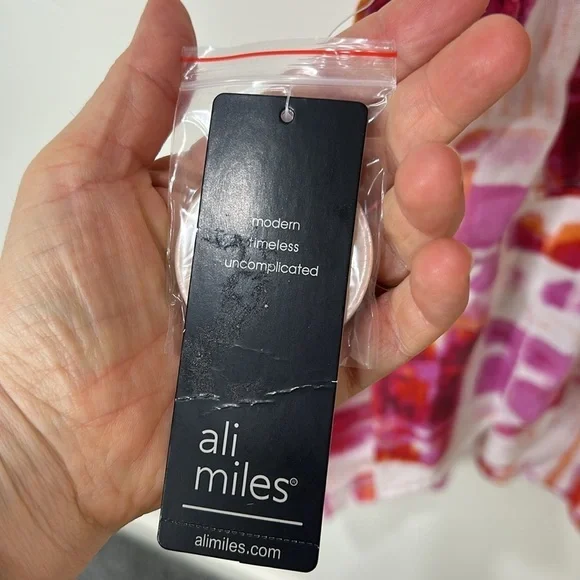 modern
timeless
uncomplicated
ali
miles®
alimiles.com